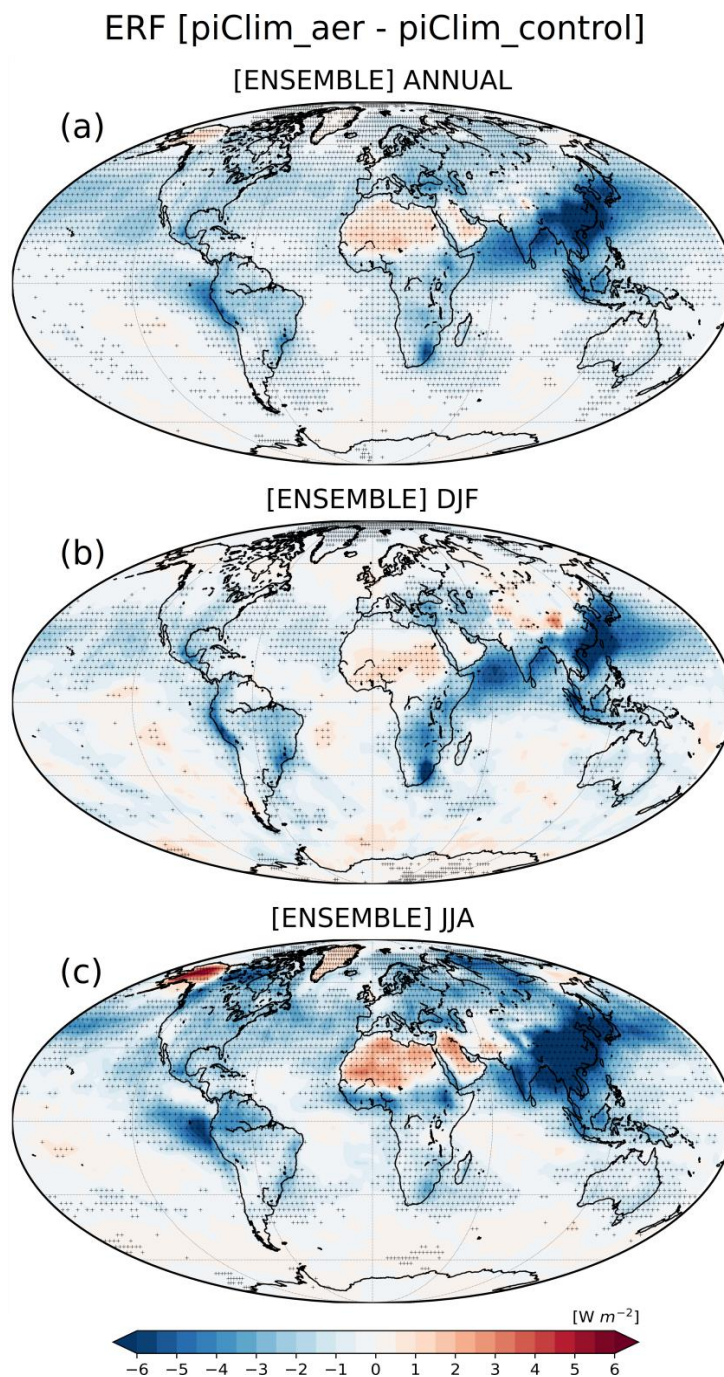 ERF [piClim_aer - piClim_control]
[ENSEMBLE] ANNUAL
(a)
[ENSEMBLE] DJF
(b)
[ENSEMBLE] JJA
(c)
[W m⁻²]
−6 −5 −4 −3 −2 −1 0 1 2 3 4 5 6